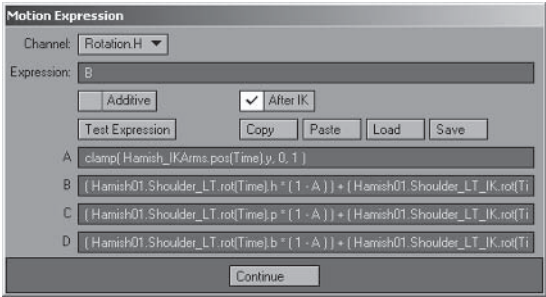 Motion Expression
Channel: Rotation.H
Expression: B
Additive After IK
Test Expression Copy Paste Load Save
A clamp( Hamish_IKArms.pos(Time).y, 0, 1 )
B ( Hamish01.Shoulder_LT.rot(Time).h * ( 1 - A ) ) + ( Hamish01.Shoulder_LT_IK.rot(Ti
C ( Hamish01.Shoulder_LT.rot(Time).p * ( 1 - A ) ) + ( Hamish01.Shoulder_LT_IK.rot(Ti
D ( Hamish01.Shoulder_LT.rot(Time).b * ( 1 - A ) ) + ( Hamish01.Shoulder_LT_IK.rot(Ti
Continue